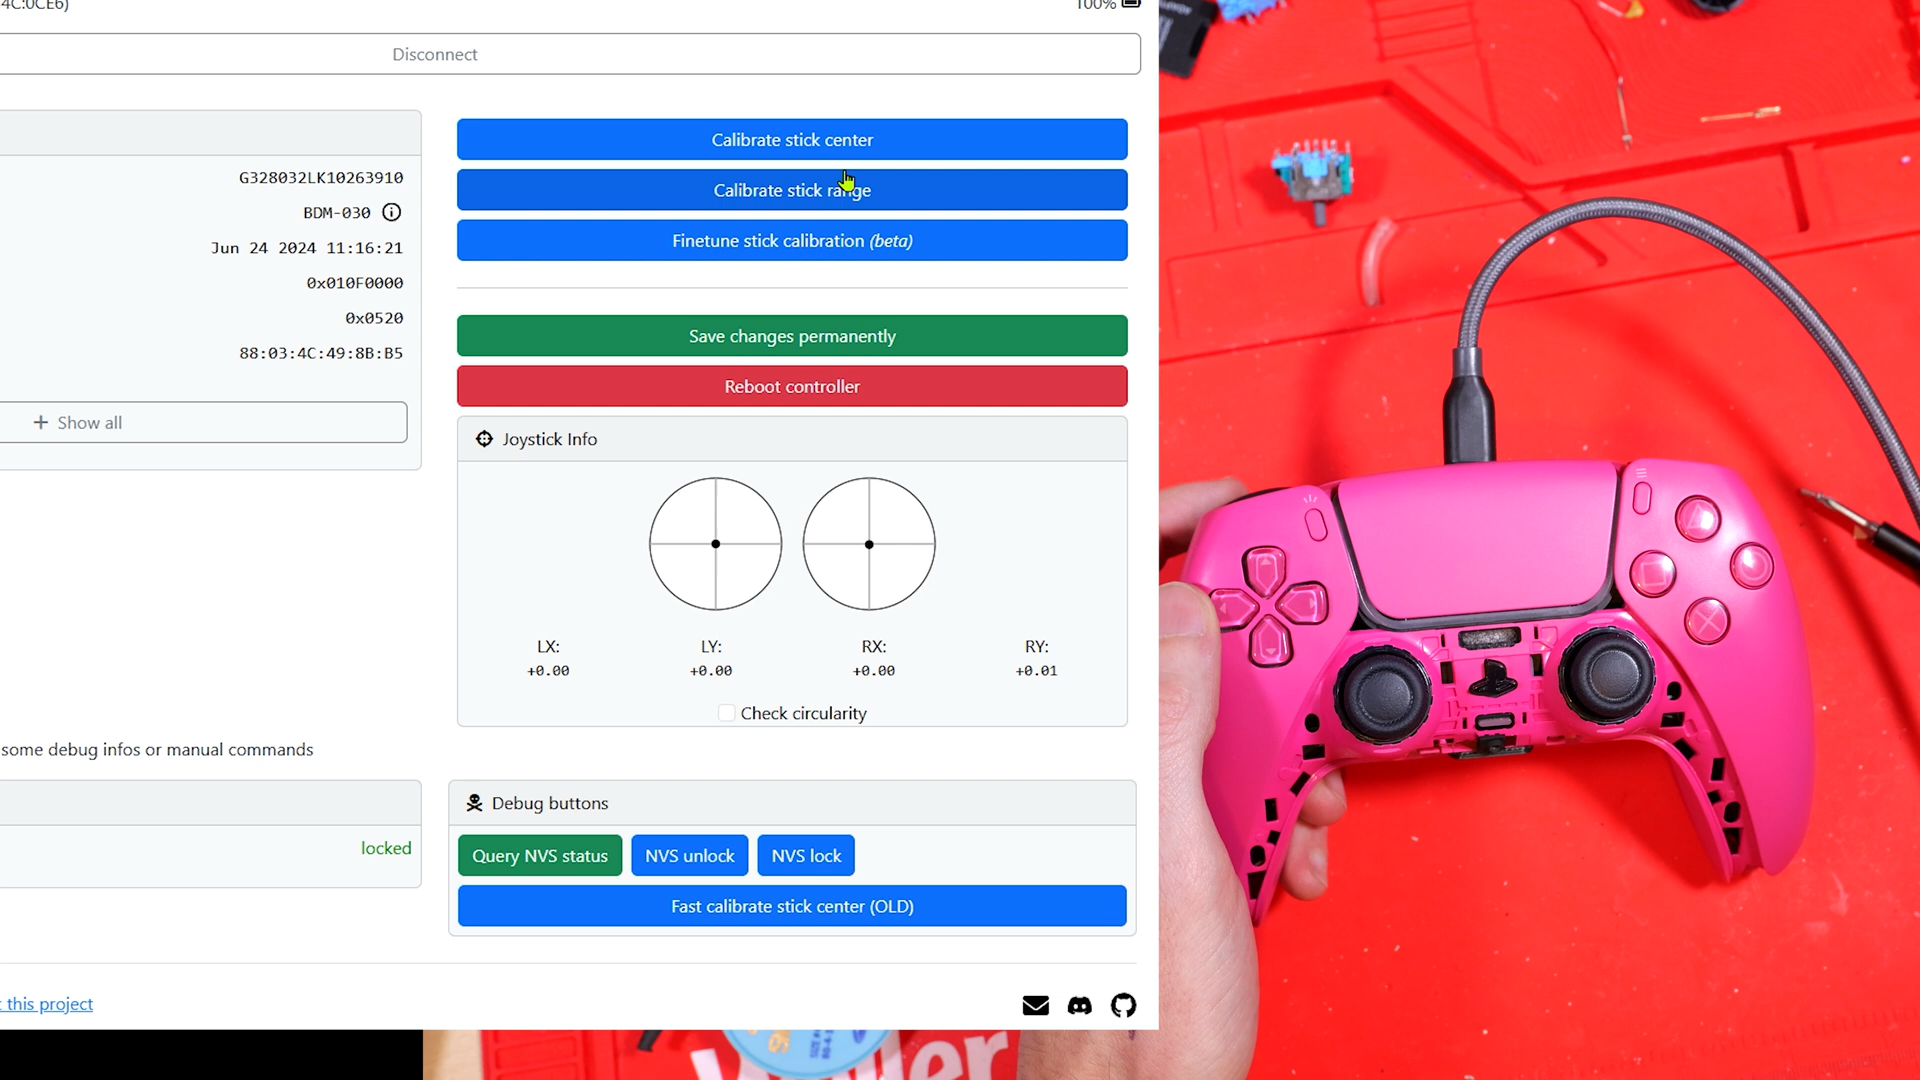 4C:0CE6)
100%
Disconnect
Calibrate stick center
G328032LK10263910
Calibrate stick range
BDM-030
Finetune stick calibration (beta)
Jun 24 2024 11:16:21
0x010F0000
0x0520
Save changes permanently
88:03:4C:49:8B:B5
Reboot controller
+ Show all
Joystick Info
LX:
LY:
RX:
RY:
+0.00
+0.00
+0.00
+0.01
Check circularity
some debug infos or manual commands
Debug buttons
locked
Query NVS status
NVS unlock
NVS lock
Fast calibrate stick center (OLD)
this project